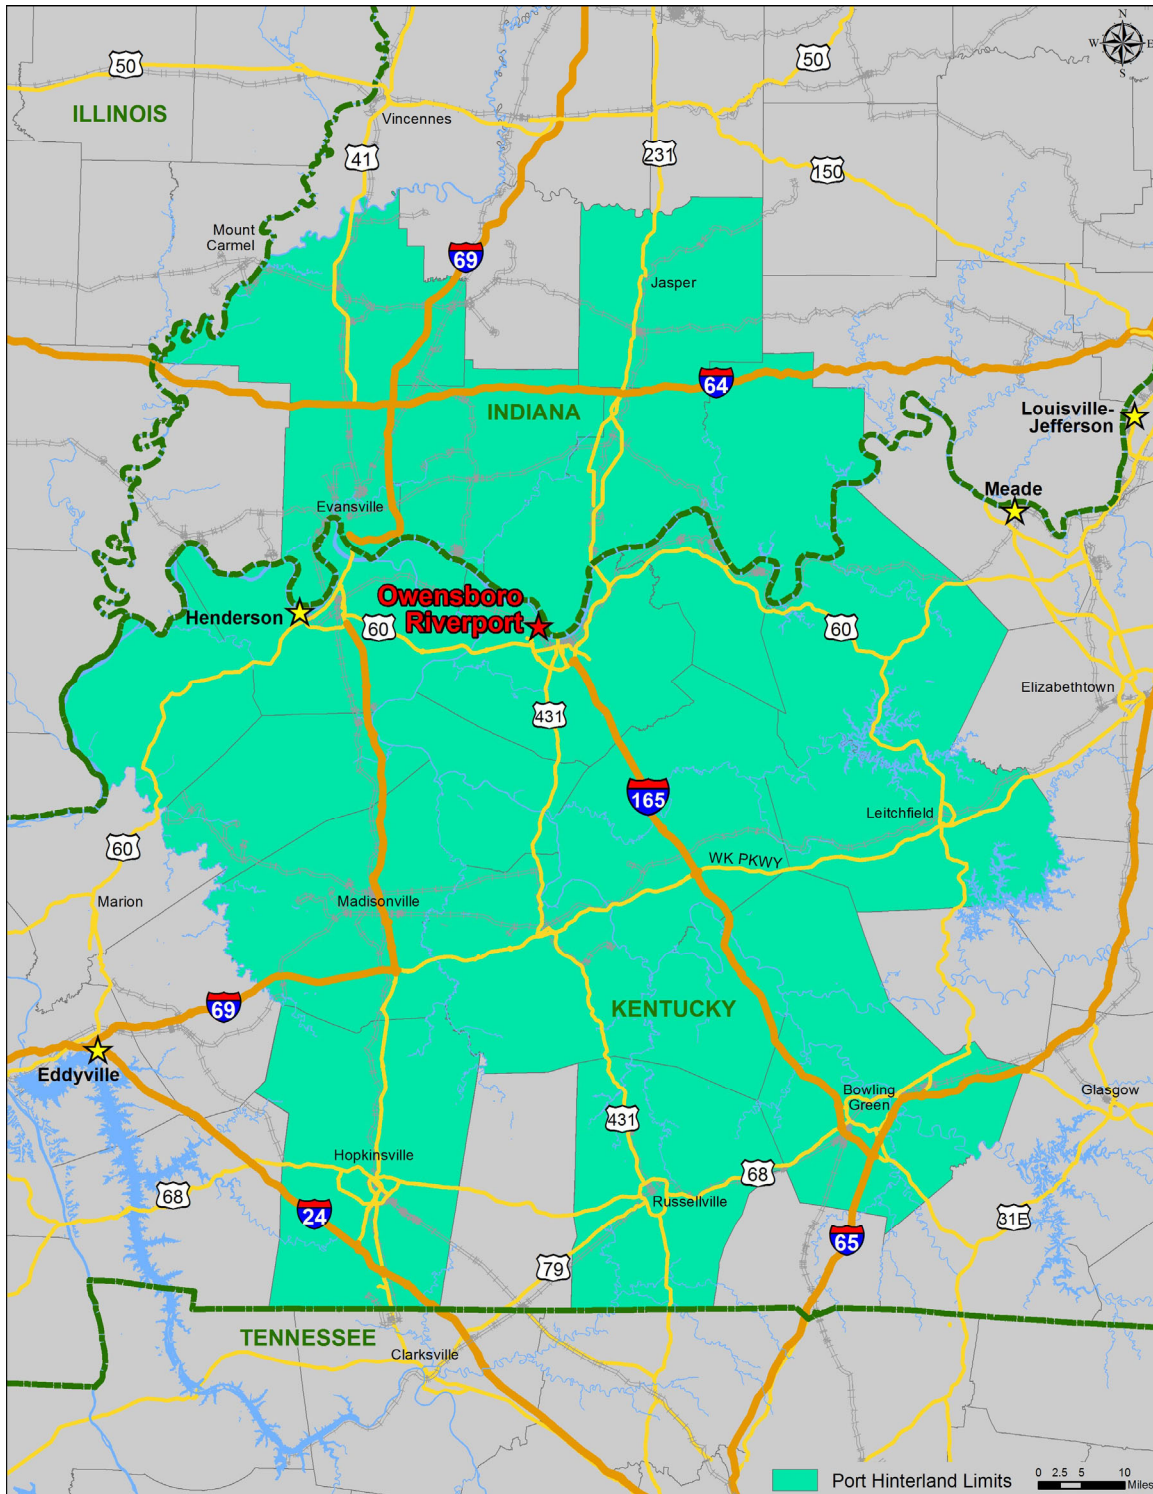 N
W E
S
50
50
ILLINOIS
Vincennes
41
231
150
Mount
Carmel
69
Jasper
64
INDIANA
Louisville-
Jefferson
Meade
Evansville
Owensboro
Riverport
Henderson
60
60
Elizabethtown
431
165
Leitchfield
60
WK PKWY
Marion
Madisonville
69
KENTUCKY
Eddyville
Bowling
Green
Glasgow
431
Hopkinsville
68
68
Russellville
24
31E
65
79
TENNESSEE
Clarksville
Port Hinterland Limits
0 2.5 5 10
Miles